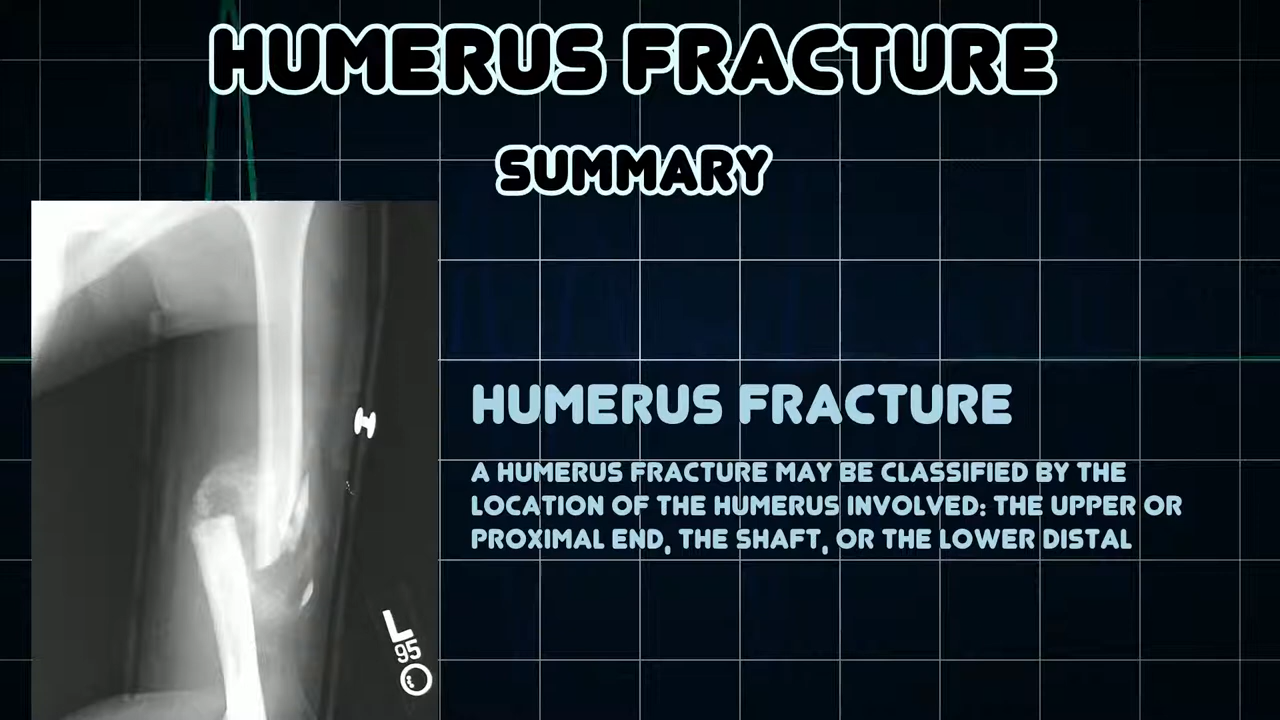 HUMERUS FRACTURE
SUMMARY
H
HUMERUS FRACTURE
A HUMERUS FRACTURE MAY BE CLASSIFIED BY THE
LOCATION OF THE HUMERUS INVOLVED: THE UPPER OR
PROXIMAL END, THE SHAFT, OR THE LOWER DISTAL
L
95